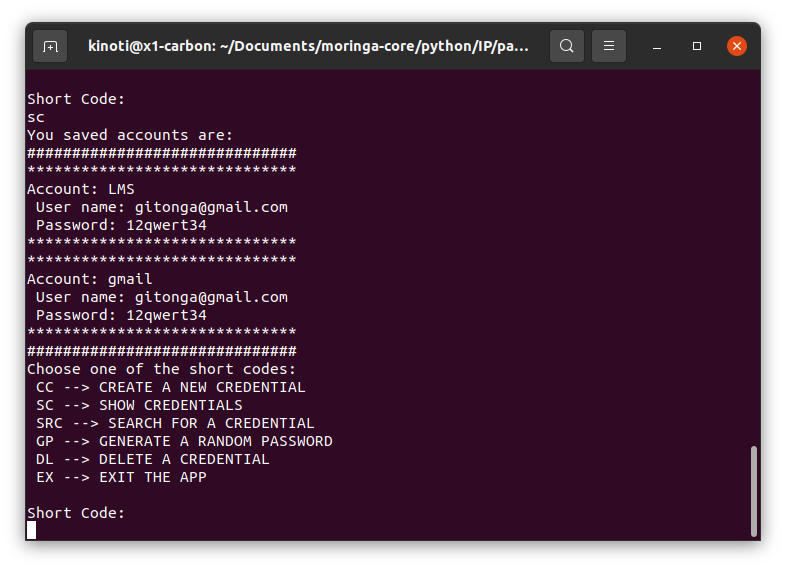 kinoti@x1-carbon: ~/Documents/moringa-core/python/IP/pa...
Short Code:
sc
You saved accounts are:
##############################
******************************
Account: LMS
 User name: gitonga@gmail.com
 Password: 12qwert34
******************************
******************************
Account: gmail
 User name: gitonga@gmail.com
 Password: 12qwert34
******************************
##############################
Choose one of the short codes:
 CC --> CREATE A NEW CREDENTIAL
 SC --> SHOW CREDENTIALS
 SRC --> SEARCH FOR A CREDENTIAL
 GP --> GENERATE A RANDOM PASSWORD
 DL --> DELETE A CREDENTIAL
 EX --> EXIT THE APP
Short Code: